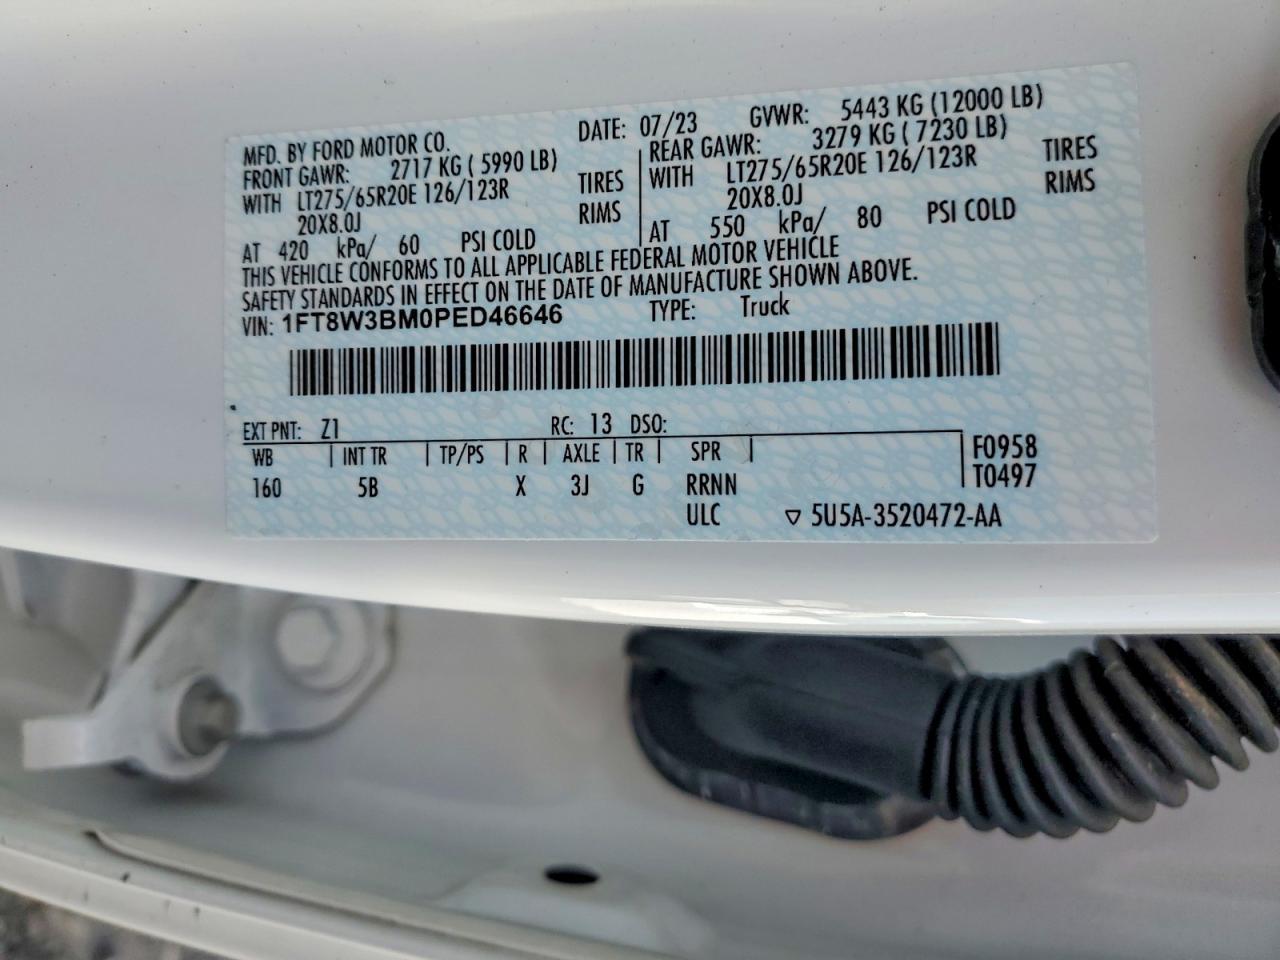 MFD. BY FORD MOTOR CO. DATE: 07/23 GVWR: 5443 KG (12000 LB)
FRONT GAWR: 2717 KG ( 5990 LB) REAR GAWR: 3279 KG ( 7230 LB)
WITH LT275/65R20E 126/123R TIRES WITH LT275/65R20E 126/123R TIRES
20X8.0J RIMS 20X8.0J RIMS
AT 420 kPa/ 60 PSI COLD AT 550 kPa/ 80 PSI COLD
THIS VEHICLE CONFORMS TO ALL APPLICABLE FEDERAL MOTOR VEHICLE
SAFETY STANDARDS IN EFFECT ON THE DATE OF MANUFACTURE SHOWN ABOVE.
VIN: 1FT8W3BM0PED46646 TYPE: Truck
EXT PNT: Z1 RC: 13 DSO:
WB INT TR TP/PS R AXLE TR SPR F0958
160 5B X 3J G RRNN T0497
ULC ▽ 5U5A-3520472-AA